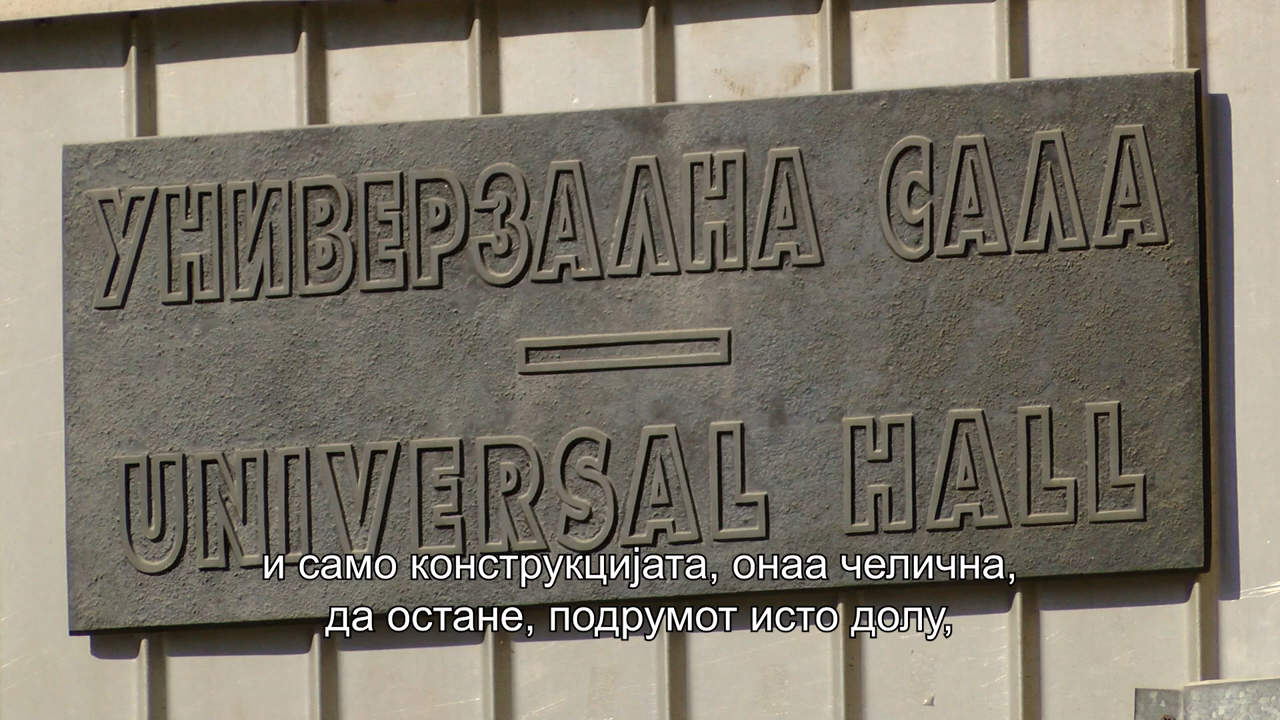 УНИВЕРЗАЛНА САЛА
UNIVERSAL HALL
и само конструкцијата, онаа челична,
да остане, подрумот исто долу,